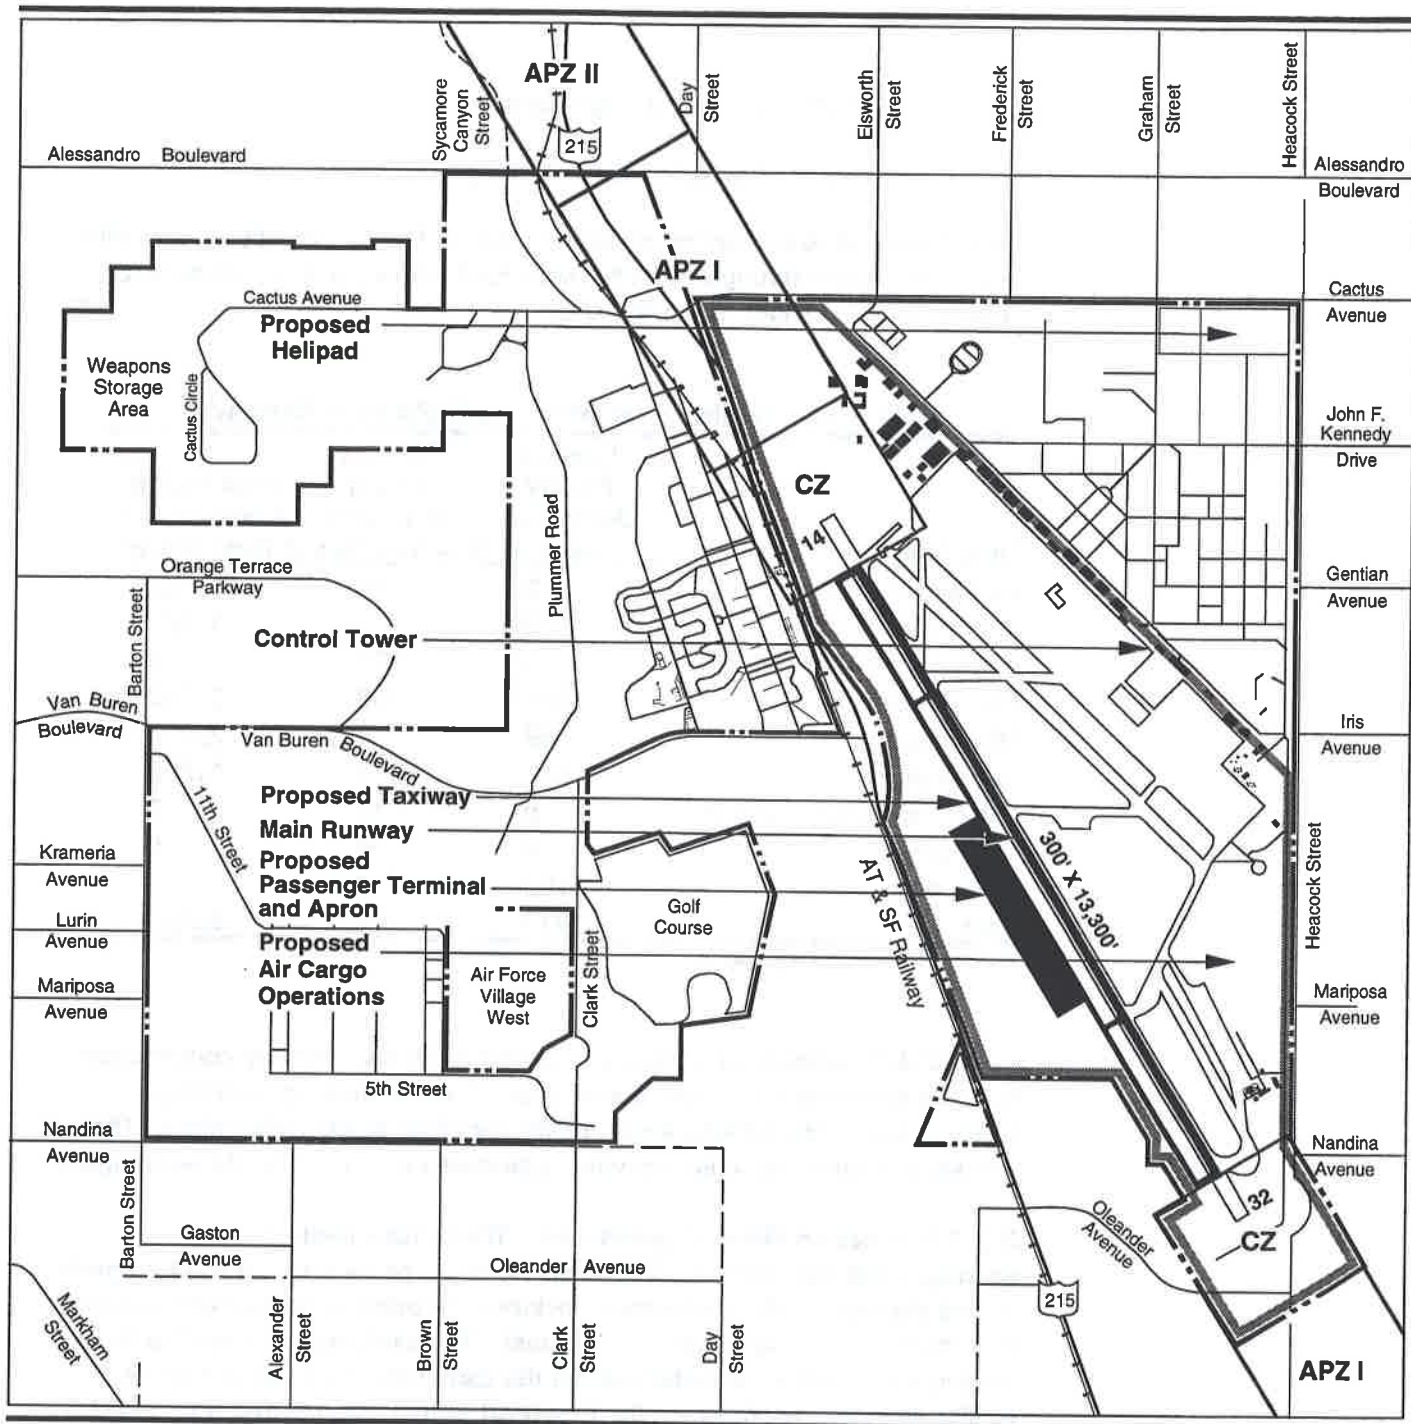 APZ II
Sycamore
Canyon
Street
Day
Street
Elsworth
Street
Frederick
Street
Graham
Street
Heacock Street
215
Alessandro Boulevard
Alessandro
Boulevard
APZ I
Cactus
Avenue
Cactus Avenue
Proposed
Helipad
Weapons
Storage
Area
Cactus Circle
John F.
Kennedy
Drive
CZ
14
Plummer Road
Orange Terrace
Parkway
Gentian
Avenue
Barton Street
Control Tower
Van Buren
Boulevard
Van Buren Boulevard
Iris
Avenue
11th Street
Proposed Taxiway
Main Runway
Proposed
Passenger Terminal
and Apron
Krameria
Avenue
Lurin
Avenue
Mariposa
Avenue
Proposed
Air Cargo
Operations
Air Force
Village
West
Clark Street
Golf
Course
AT & SF Railway
300' X 13,300'
Heacock Street
Mariposa
Avenue
5th Street
Nandina
Avenue
Nandina
Avenue
Barton Street
Gaston
Avenue
Oleander Avenue
Oleander
Avenue
32
CZ
215
Markham
Street
Alexander
Street
Brown
Street
Clark
Street
Day
Street
APZ I